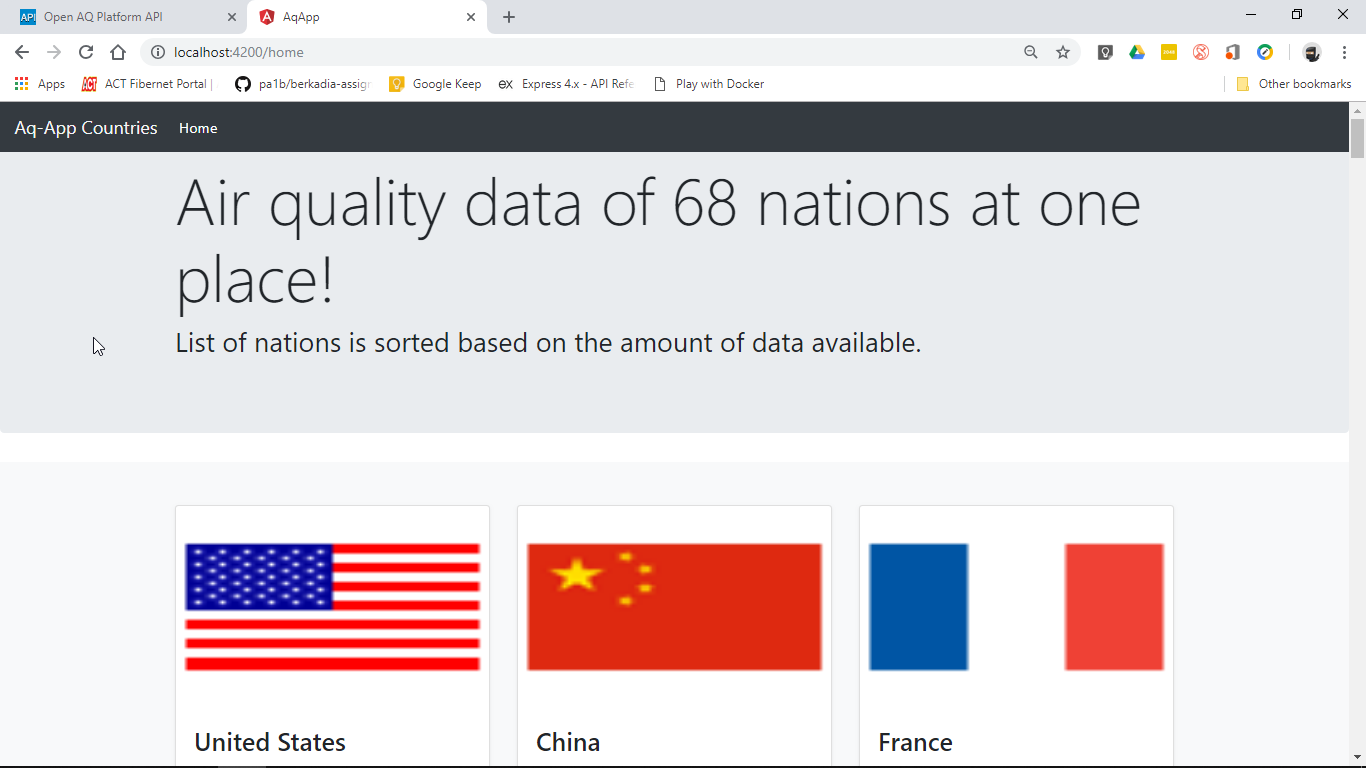 API Open AQ Platform API
AqApp
localhost:4200/home
Apps
ACT ACT Fibernet Portal |
pa1b/berkadia-assign
Google Keep
ex Express 4.x - API Refe
Play with Docker
Other bookmarks
Aq-App Countries
Home
Air quality data of 68 nations at one
place!
List of nations is sorted based on the amount of data available.
United States
China
France